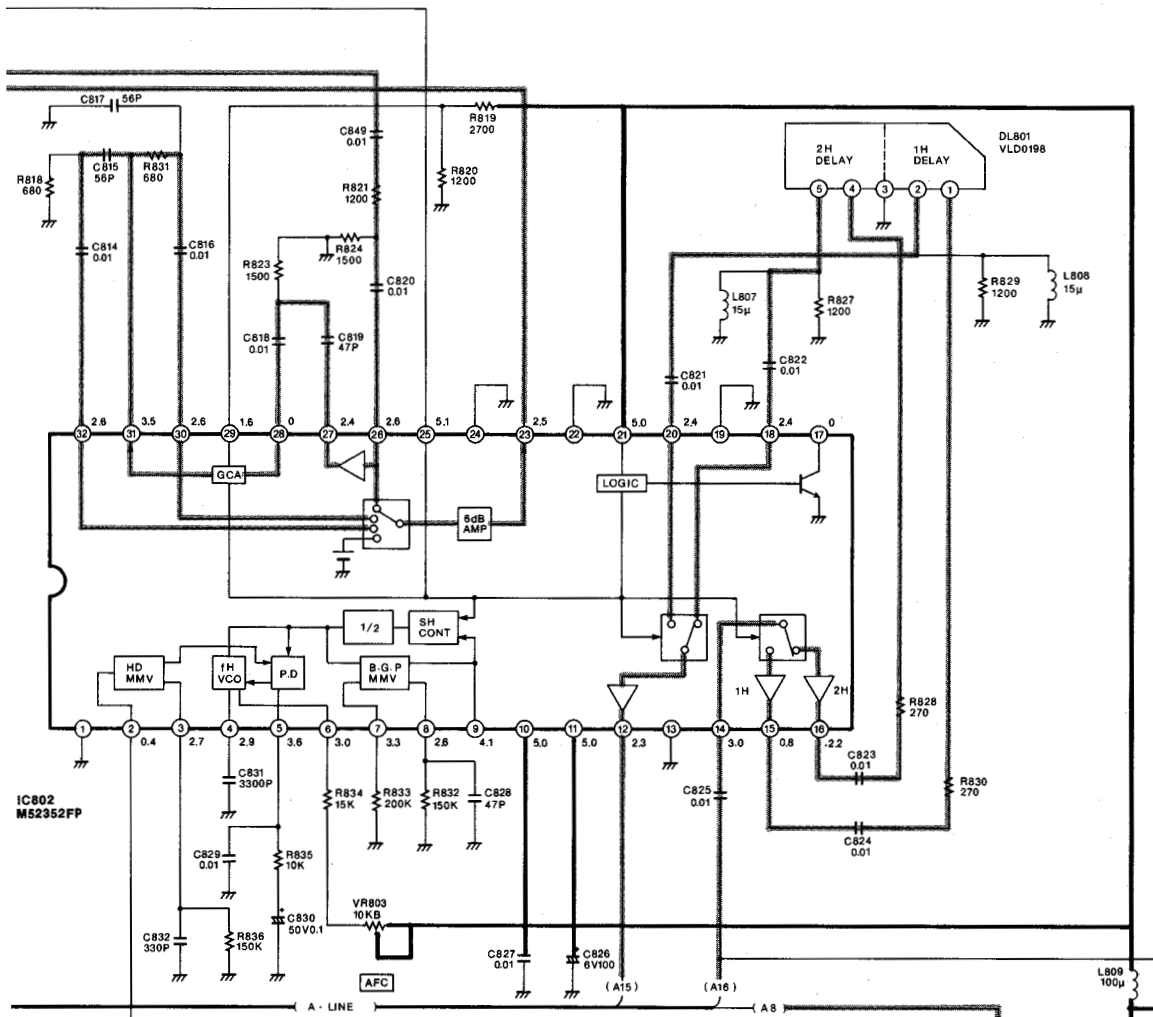 C817 56P
C849
0.01
R819
2700
C815
56P
R831
680
R818
680
R821
1200
R820
1200
DL801
VLD0198
2H
DELAY
1H
DELAY
5 4 3 2 1
C814
0.01
C816
0.01
R824
1500
R823
1500
C820
0.01
L807
15µ
R827
1200
R829
1200
L808
15µ
C818
0.01
C819
47P
C821
0.01
C822
0.01
32 2.6 31 3.5 30 2.6 29 1.6 28 0 27 2.4 26 2.6 25 5.1 24 23 2.5 22 21 5.0 20 2.4 19 18 2.4 17 0
GCA
LOGIC
6dB
AMP
1/2
SH
CONT
HD
MMV
fH
VCO
P.D
B.G.P
MMV
1H
2H
1 2 0.4 3 2.7 4 2.9 5 3.6 6 3.0 7 3.3 8 2.6 9 4.1 10 5.0 11 5.0 12 2.3 13 14 3.0 15 0.8 16 -2.2
R828
270
C823
0.01
R830
270
C824
0.01
C825
0.01
IC802
M52352FP
C831
3300P
R834
15K
R833
200K
R832
150K
C828
47P
C829
0.01
R835
10K
VR803
10KB
C830
50V0.1
+
C832
330P
R836
150K
AFC
C827
0.01
C826
6V100
+
(A15)
(A16)
L809
100µ
( A - LINE )
( A8 )